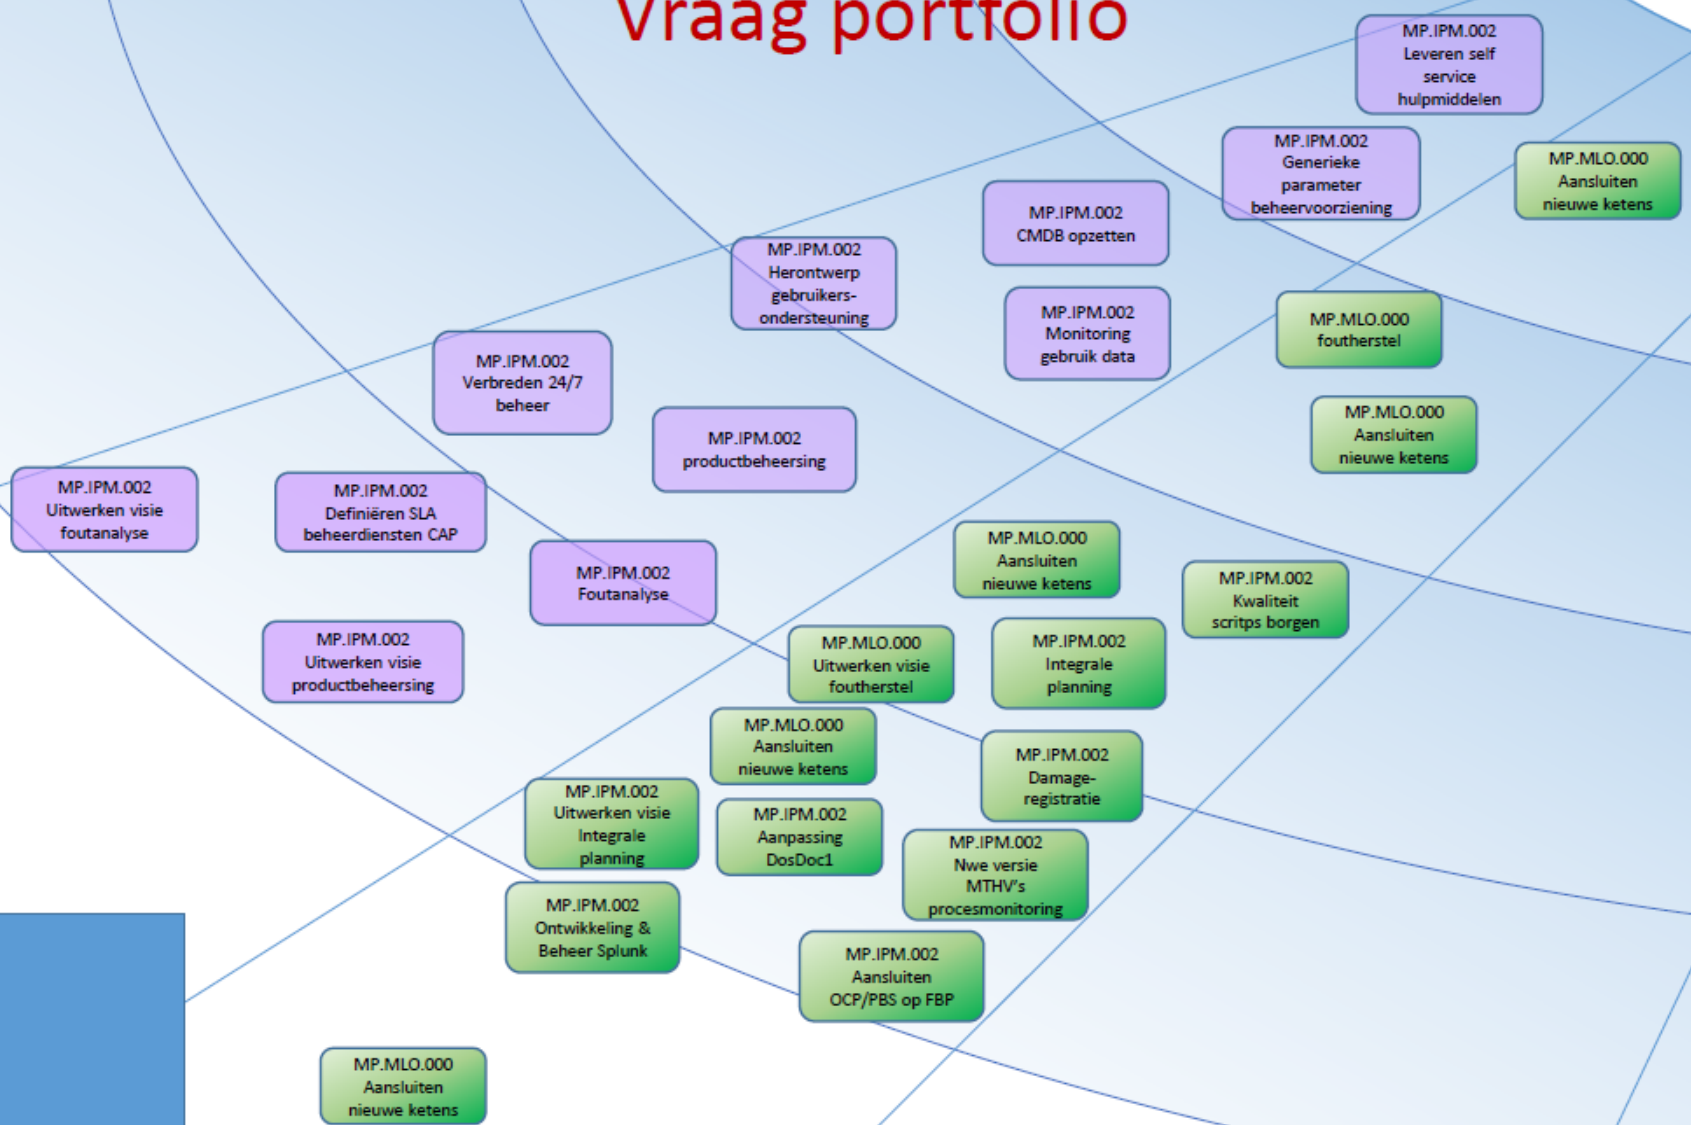 Vraag portfolio
MP.IPM.002
Leveren self
service
hulpmiddelen
MP.IPM.002
Generieke
parameter
beheervoorziening
MP.MLO.000
Aansluiten
nieuwe ketens
MP.IPM.002
CMDB opzetten
MP.IPM.002
Herontwerp
gebruikers-
ondersteuning
MP.IPM.002
Monitoring
gebruik data
MP.MLO.000
foutherstel
MP.IPM.002
Verbreden 24/7
beheer
MP.IPM.002
productbeheersing
MP.MLO.000
Aansluiten
nieuwe ketens
MP.IPM.002
Uitwerken visie
foutanalyse
MP.IPM.002
Definiëren SLA
beheerdiensten CAP
MP.IPM.002
Foutanalyse
MP.MLO.000
Aansluiten
nieuwe ketens
MP.IPM.002
Kwaliteit
scritps borgen
MP.IPM.002
Uitwerken visie
productbeheersing
MP.MLO.000
Uitwerken visie
foutherstel
MP.IPM.002
Integrale
planning
MP.MLO.000
Aansluiten
nieuwe ketens
MP.IPM.002
Damage-
registratie
MP.IPM.002
Uitwerken visie
Integrale
planning
MP.IPM.002
Aanpassing
DosDoc1
MP.IPM.002
Nwe versie
MTHV's
procesmonitoring
MP.IPM.002
Ontwikkeling &
Beheer Splunk
MP.IPM.002
Aansluiten
OCP/PBS op FBP
MP.MLO.000
Aansluiten
nieuwe ketens